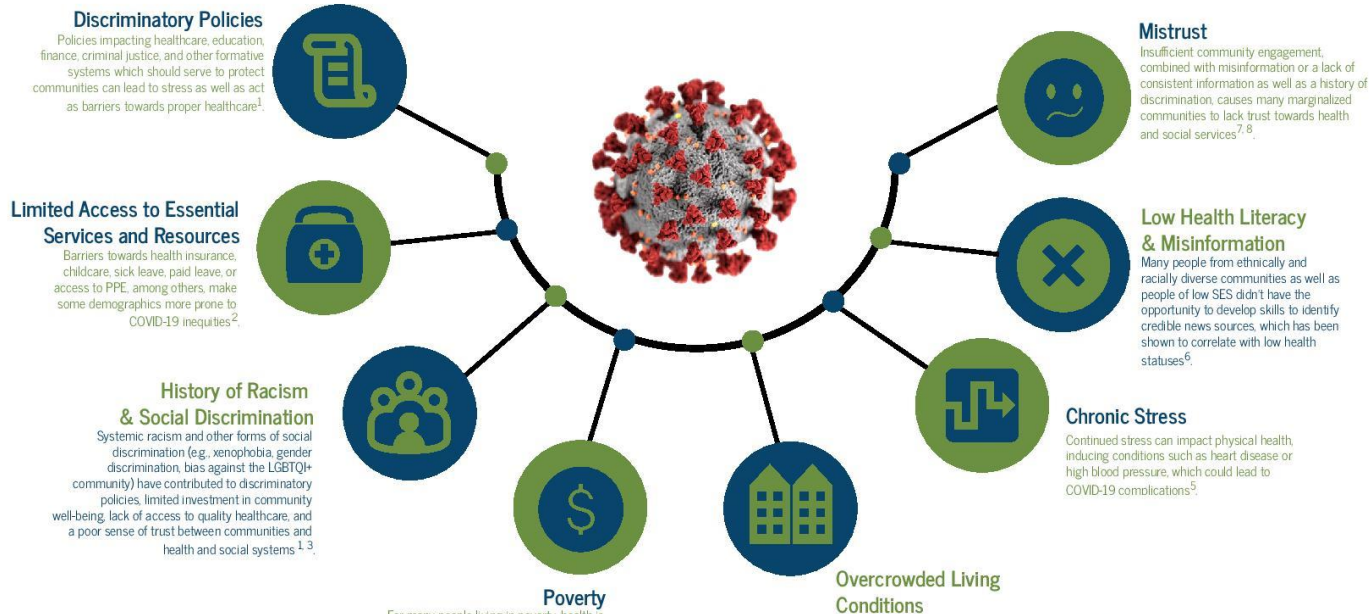 Discriminatory Policies
Policies impacting healthcare, education,
finance, criminal justice, and other formative
systems which should serve to protect
communities can lead to stress as well as act
as barriers towards proper healthcare1.
Limited Access to Essential
Services and Resources
Barriers towards health insurance,
childcare, sick leave, paid leave, or
access to PPE, among others, make
some demographics more prone to
COVID-19 inequities2.
History of Racism
& Social Discrimination
Systemic racism and other forms of social
discrimination (e.g., xenophobia, gender
discrimination, bias against the LGBTQI+
community) have contributed to discriminatory
policies, limited investment in community
well-being, lack of access to quality healthcare, and
a poor sense of trust between communities and
health and social systems 1, 3.
$
Poverty
For many people living in poverty, health is
Overcrowded Living
Conditions
Chronic Stress
Continued stress can impact physical health,
inducing conditions such as heart disease or
high blood pressure, which could lead to
COVID-19 complications5.
Low Health Literacy
& Misinformation
Many people from ethnically and
racially diverse communities as well as
people of low SES didn't have the
opportunity to develop skills to identify
credible news sources, which has been
shown to correlate with low health
statuses6.
Mistrust
Insufficient community engagement,
combined with misinformation or a lack of
consistent information as well as a history of
discrimination, causes many marginalized
communities to lack trust towards health
and social services7, 8.